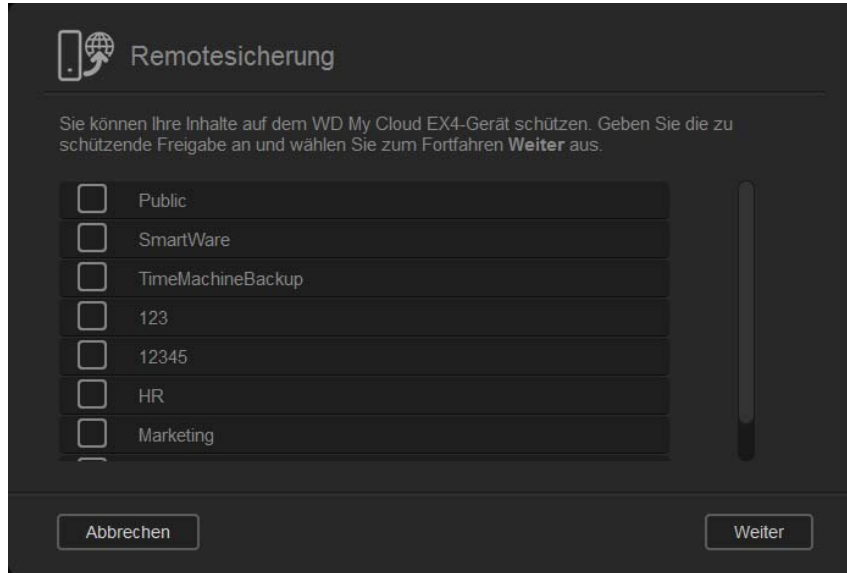 Remotesicherung
Sie können Ihre Inhalte auf dem WD My Cloud EX4-Gerät schützen. Geben Sie die zu
schützende Freigabe an und wählen Sie zum Fortfahren Weiter aus.
Public
SmartWare
TimeMachineBackup
123
12345
HR
Marketing
Abbrechen
Weiter